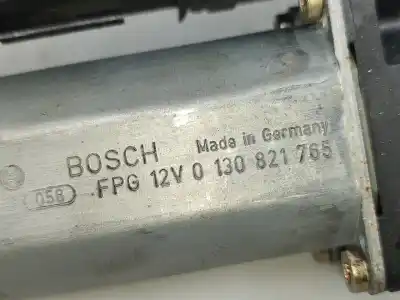 BOSCH Made in Germany
058 FPG 12V 0 130 821 765